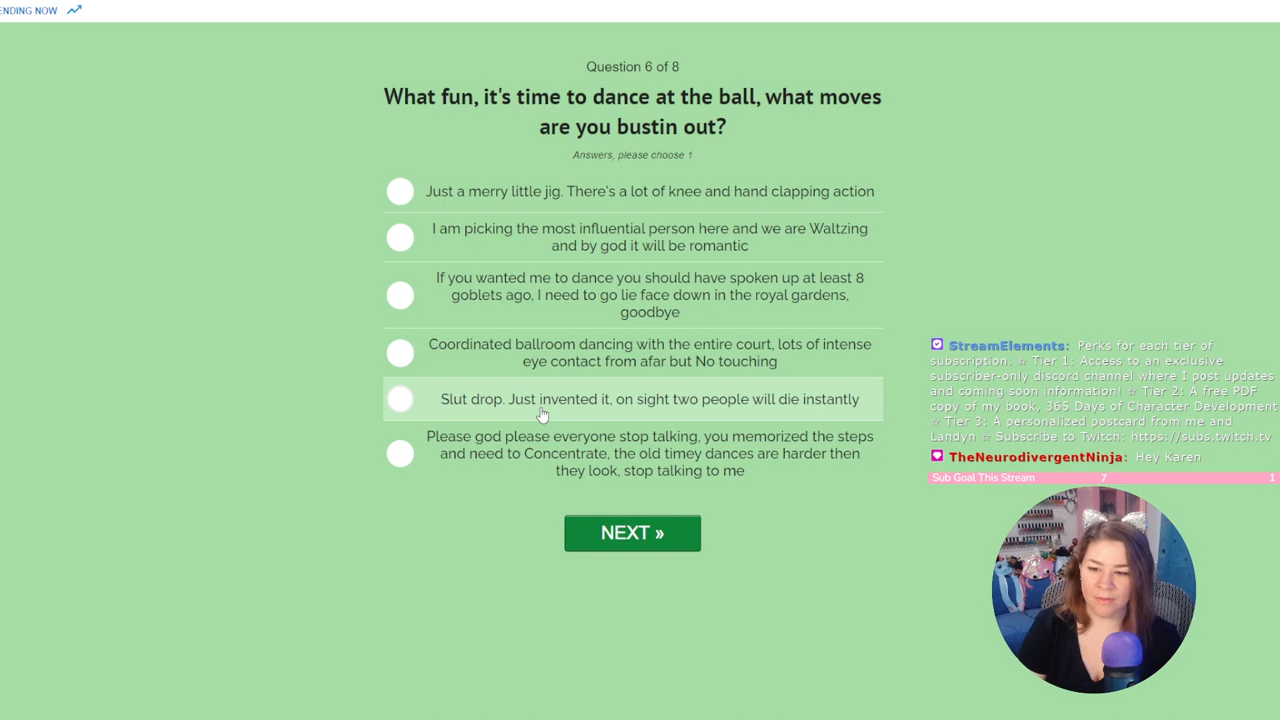 ENDING NOW
Question 6 of 8
What fun, it's time to dance at the ball, what moves
are you bustin out?
Answers, please choose 1
Just a merry little jig. There's a lot of knee and hand clapping action
I am picking the most influential person here and we are Waltzing
and by god it will be romantic
If you wanted me to dance you should have spoken up at least 8
goblets ago, I need to go lie face down in the royal gardens,
goodbye
Coordinated ballroom dancing with the entire court, lots of intense
eye contact from afar but No touching
Slut drop. Just invented it, on sight two people will die instantly
Please god please everyone stop talking, you memorized the steps
and need to Concentrate, the old timey dances are harder then
they look, stop talking to me
NEXT »
StreamElements: Perks for each tier of
subscription. ☆ Tier 1: Access to an exclusive
subscriber-only discord channel where I post updates
and coming soon information! ☆ Tier 2: A free PDF
copy of my book, 365 Days of Character Development
☆ Tier 3: A personalized postcard from me and
Landyn ☆ Subscribe to Twitch: https://subs.twitch.tv
TheNeurodivergentNinja: Hey Karen
Sub Goal This Stream 7 1